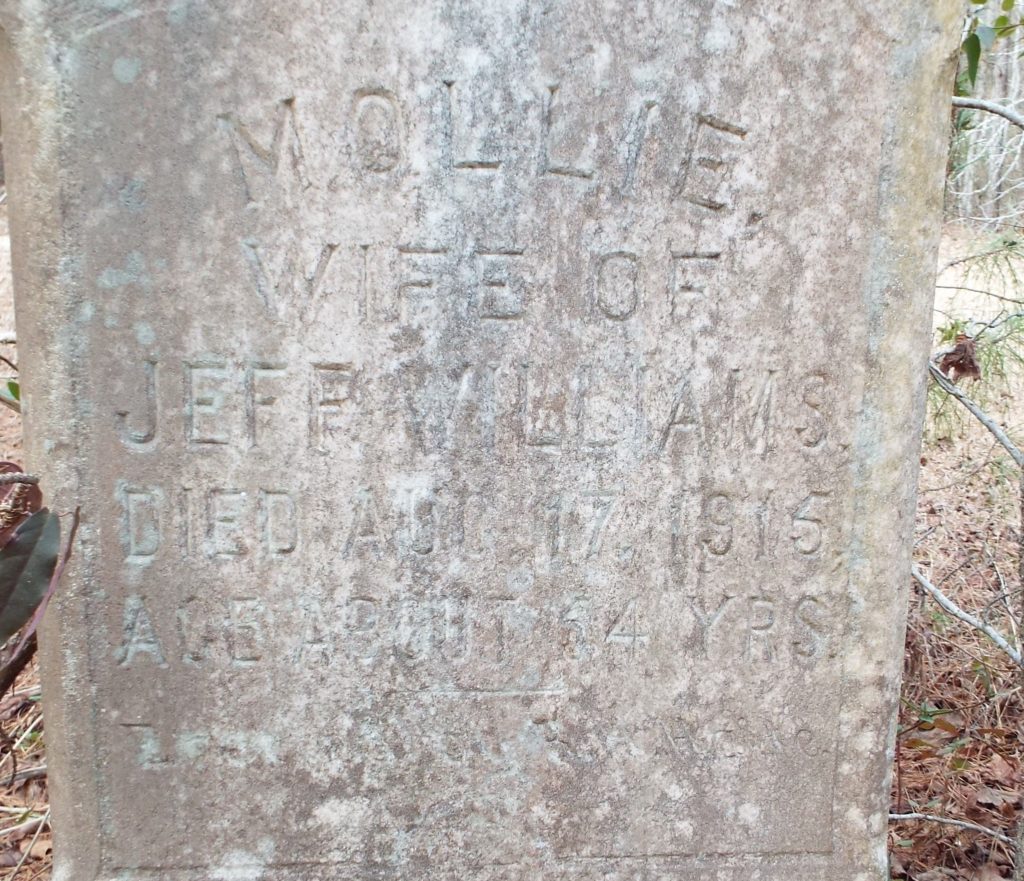 MOLLIE,
WIFE OF
JEFF WILLIAMS.
DIED AUG. 17, 1915,
AGE ABOUT 54 YRS.